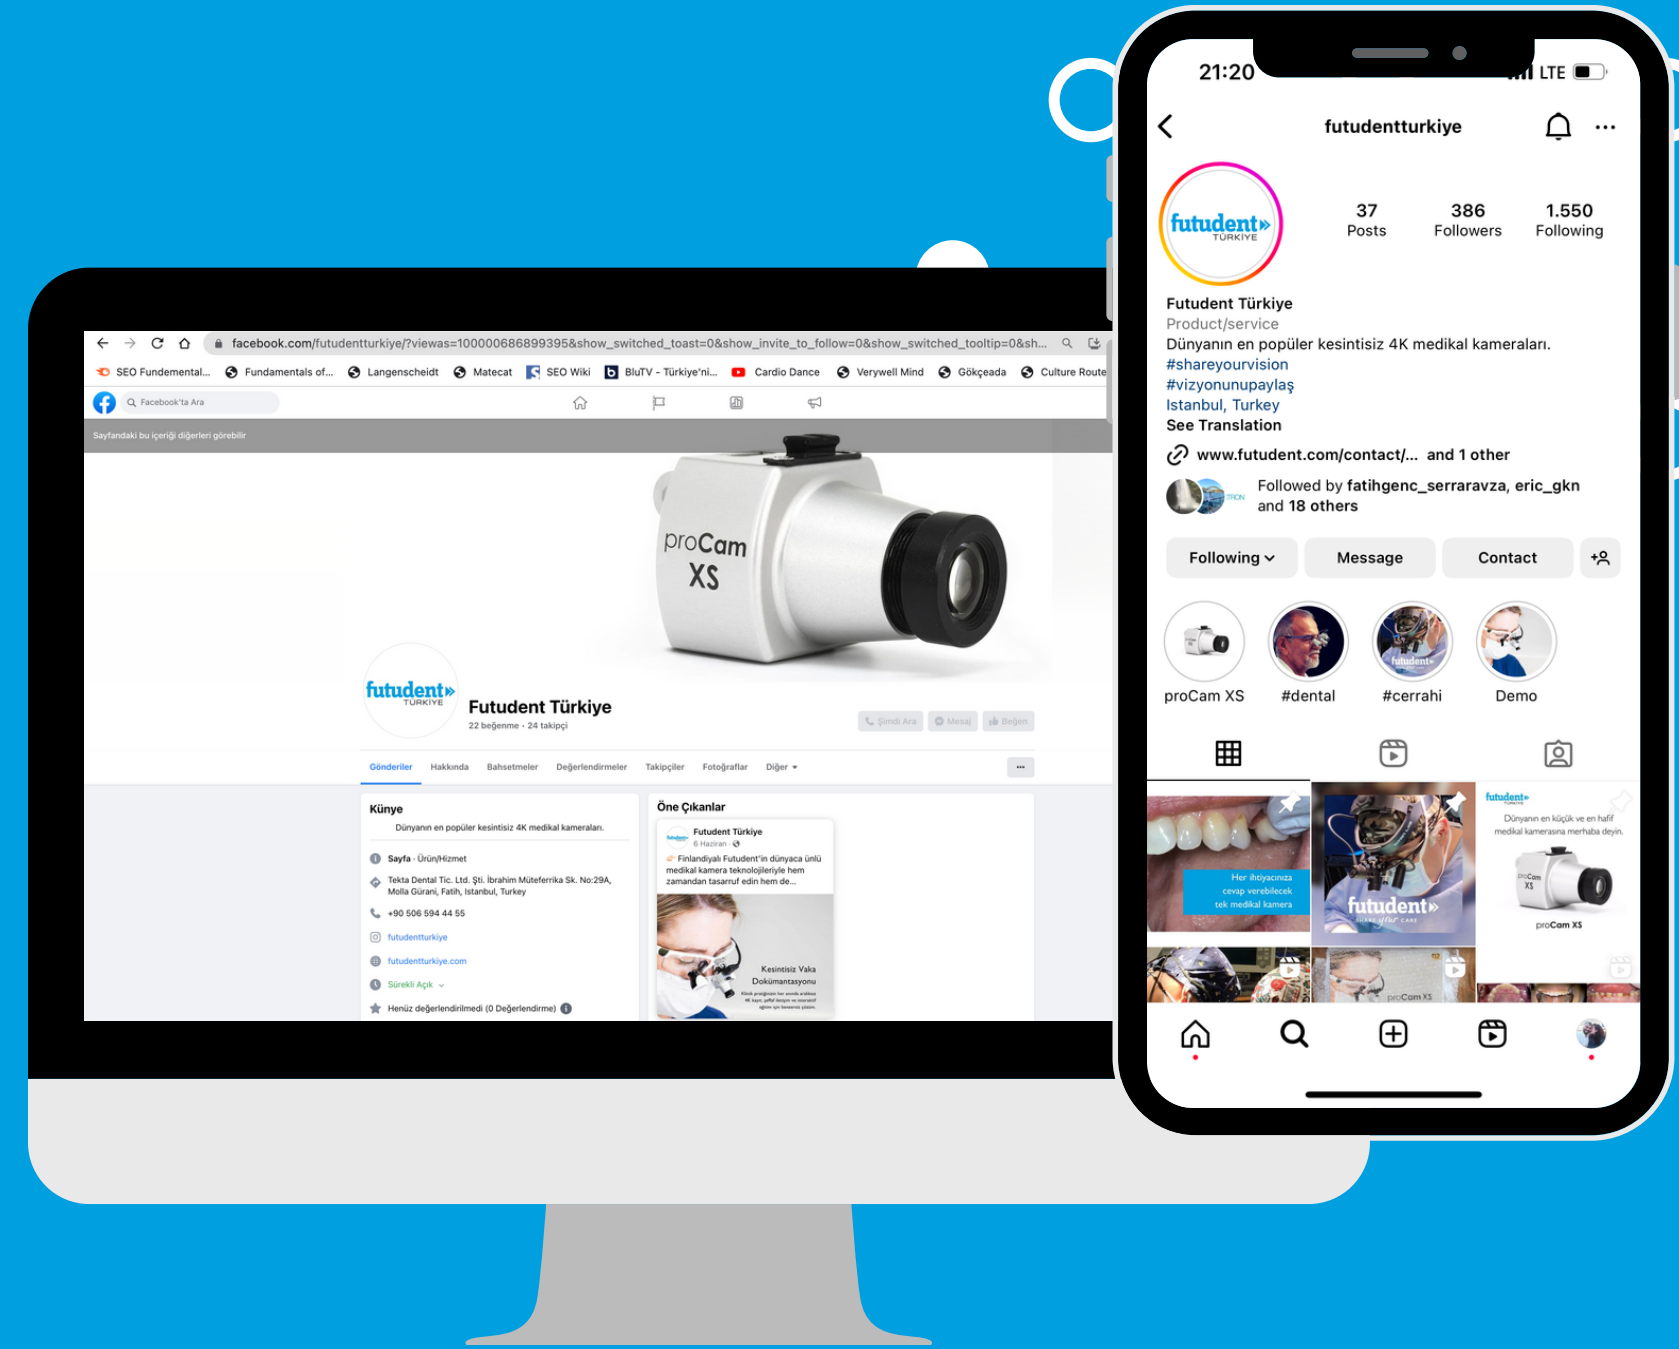 facebook.com/futudentturkiye/?viewas=100000686899395&show_switched_toast=0&show_invite_to_follow=0&show_switched_tooltip=0&sh...
SEO Fundemental...
Fundamentals of...
Langenscheidt
Matecat
SEO Wiki
BluTV - Türkiye'ni...
Cardio Dance
Verywell Mind
Gökçeada
Culture Route
Facebook'ta Ara
Sayfandaki bu içeriği diğerleri görebilir
proCam
XS
futudent
TÜRKİYE
Futudent Türkiye
22 beğenme • 24 takipçi
Şimdi Ara
Mesaj
Beğen
Gönderiler
Hakkında
Bahsetmeler
Değerlendirmeler
Takipçiler
Fotoğraflar
Diğer
Künye
Dünyanın en popüler kesintisiz 4K medikal kameraları.
Sayfa · Ürün/Hizmet
Tekta Dental Tic. Ltd. Şti. İbrahim Müteferrika Sk. No:29A,
Molla Gürani, Fatih, Istanbul, Turkey
+90 506 594 44 55
futudentturkiye
futudentturkiye.com
Sürekli Açık
Henüz değerlendirilmedi (0 Değerlendirme)
Öne Çıkanlar
Futudent Türkiye
6 Haziran
Finlandiyalı Futudent'in dünyaca ünlü
medikal kamera teknolojileriyle hem
zamandan tasarruf edin hem de...
Kesintisiz Vaka
Dokümantasyonu
21:20
LTE
futudentturkiye
futudent
TÜRKİYE
37
Posts
386
Followers
1.550
Following
Futudent Türkiye
Product/service
Dünyanın en popüler kesintisiz 4K medikal kameraları.
#shareyourvision
#vizyonunupaylaş
Istanbul, Turkey
See Translation
www.futudent.com/contact/... and 1 other
TRON
Followed by fatihgenc_serraravza, eric_gkn
and 18 others
Following
Message
Contact
futudent
proCam XS
#dental
#cerrahi
Demo
Her ihtiyacınıza
cevap verebilecek
tek medikal kamera
futudent
futudent
Dünyanın en küçük ve en hafif
medikal kamerasına merhaba deyin.
proCam
XS
proCam XS
proCam XS